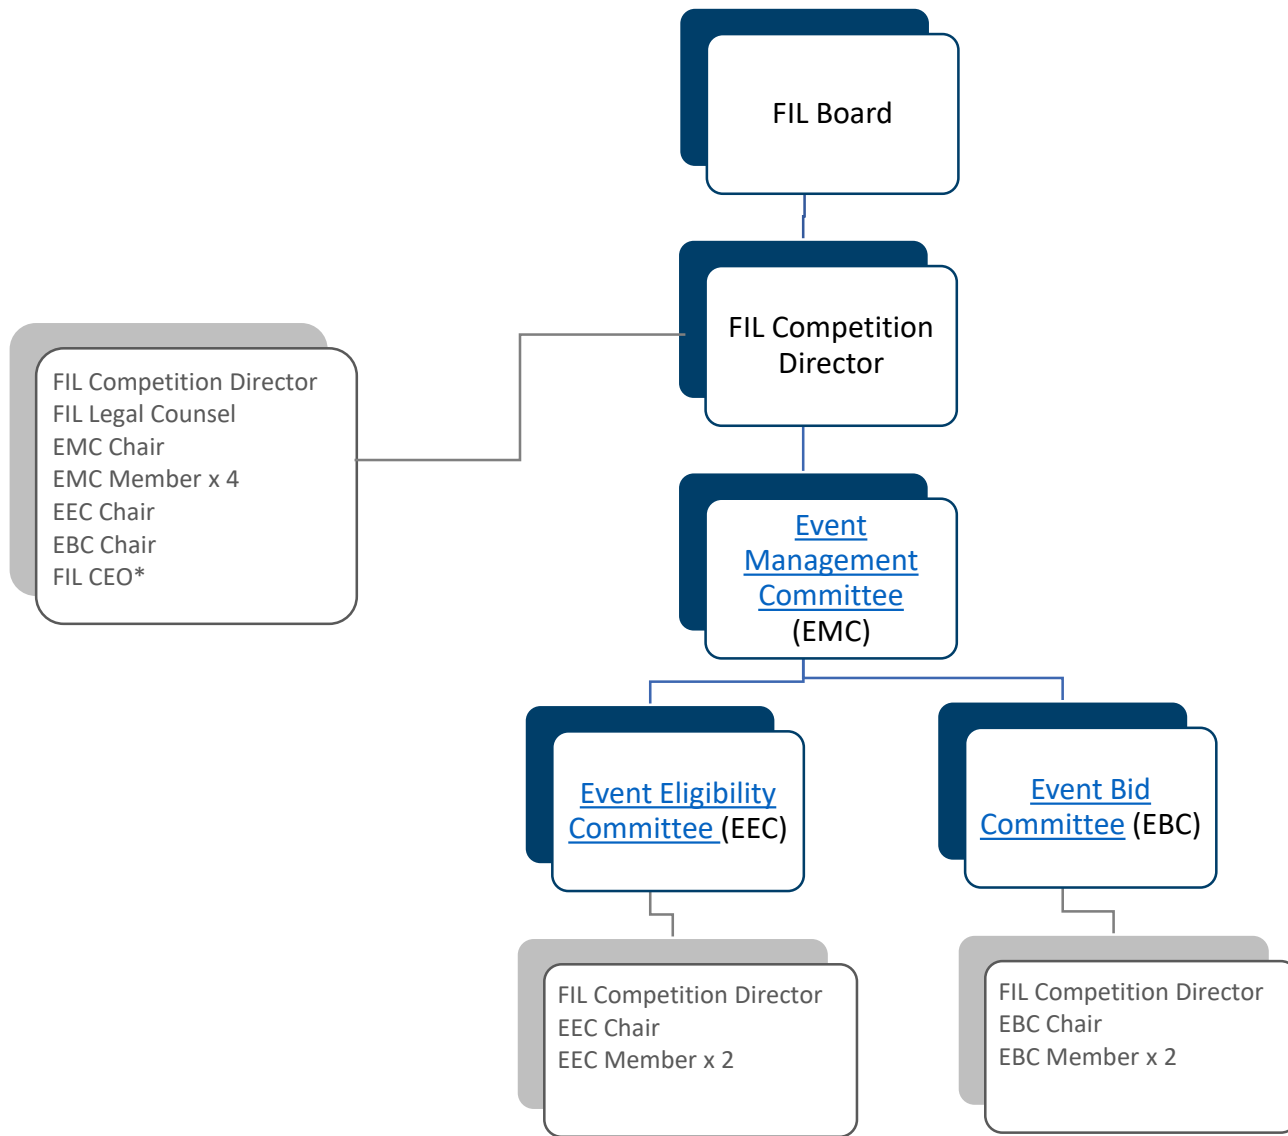 FIL Board
FIL Competition
Director
FIL Competition Director
FIL Legal Counsel
EMC Chair
EMC Member x 4
EEC Chair
EBC Chair
FIL CEO*
Event
Management
Committee
(EMC)
Event Eligibility
Committee (EEC)
Event Bid
Committee (EBC)
FIL Competition Director
EEC Chair
EEC Member x 2
FIL Competition Director
EBC Chair
EBC Member x 2